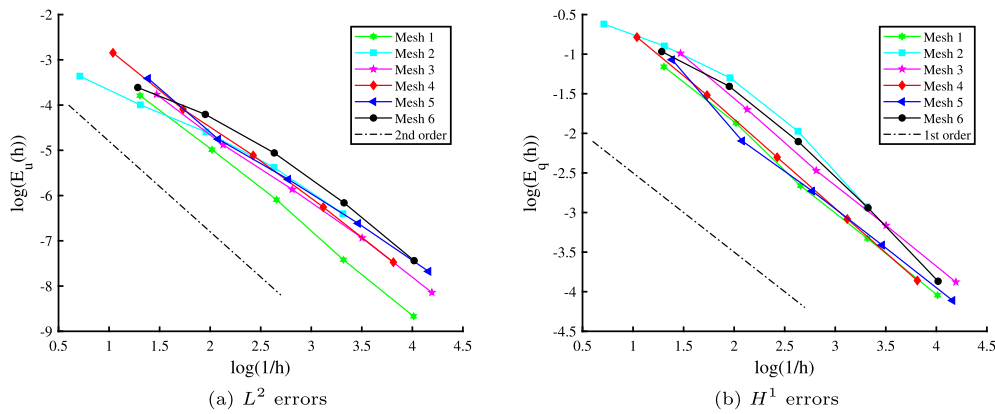 -2
-3
-4
-5
-6
-7
-8
-9
log(E_u(h))
0.5 1 1.5 2 2.5 3 3.5 4 4.5
log(1/h)
Mesh 1
Mesh 2
Mesh 3
Mesh 4
Mesh 5
Mesh 6
2nd order
(a) L² errors
-0.5
-1
-1.5
-2
-2.5
-3
-3.5
-4
-4.5
log(E_q(h))
0.5 1 1.5 2 2.5 3 3.5 4 4.5
log(1/h)
Mesh 1
Mesh 2
Mesh 3
Mesh 4
Mesh 5
Mesh 6
1st order
(b) H¹ errors